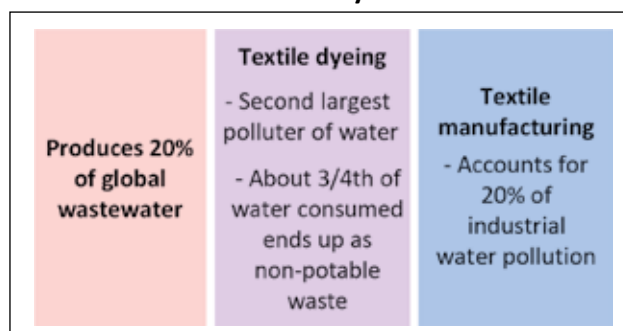 Produces 20%
of global
wastewater
Textile dyeing
- Second largest
polluter of water
- About 3/4th of
water consumed
ends up as
non-potable
waste
Textile
manufacturing
- Accounts for
20% of
industrial
water pollution